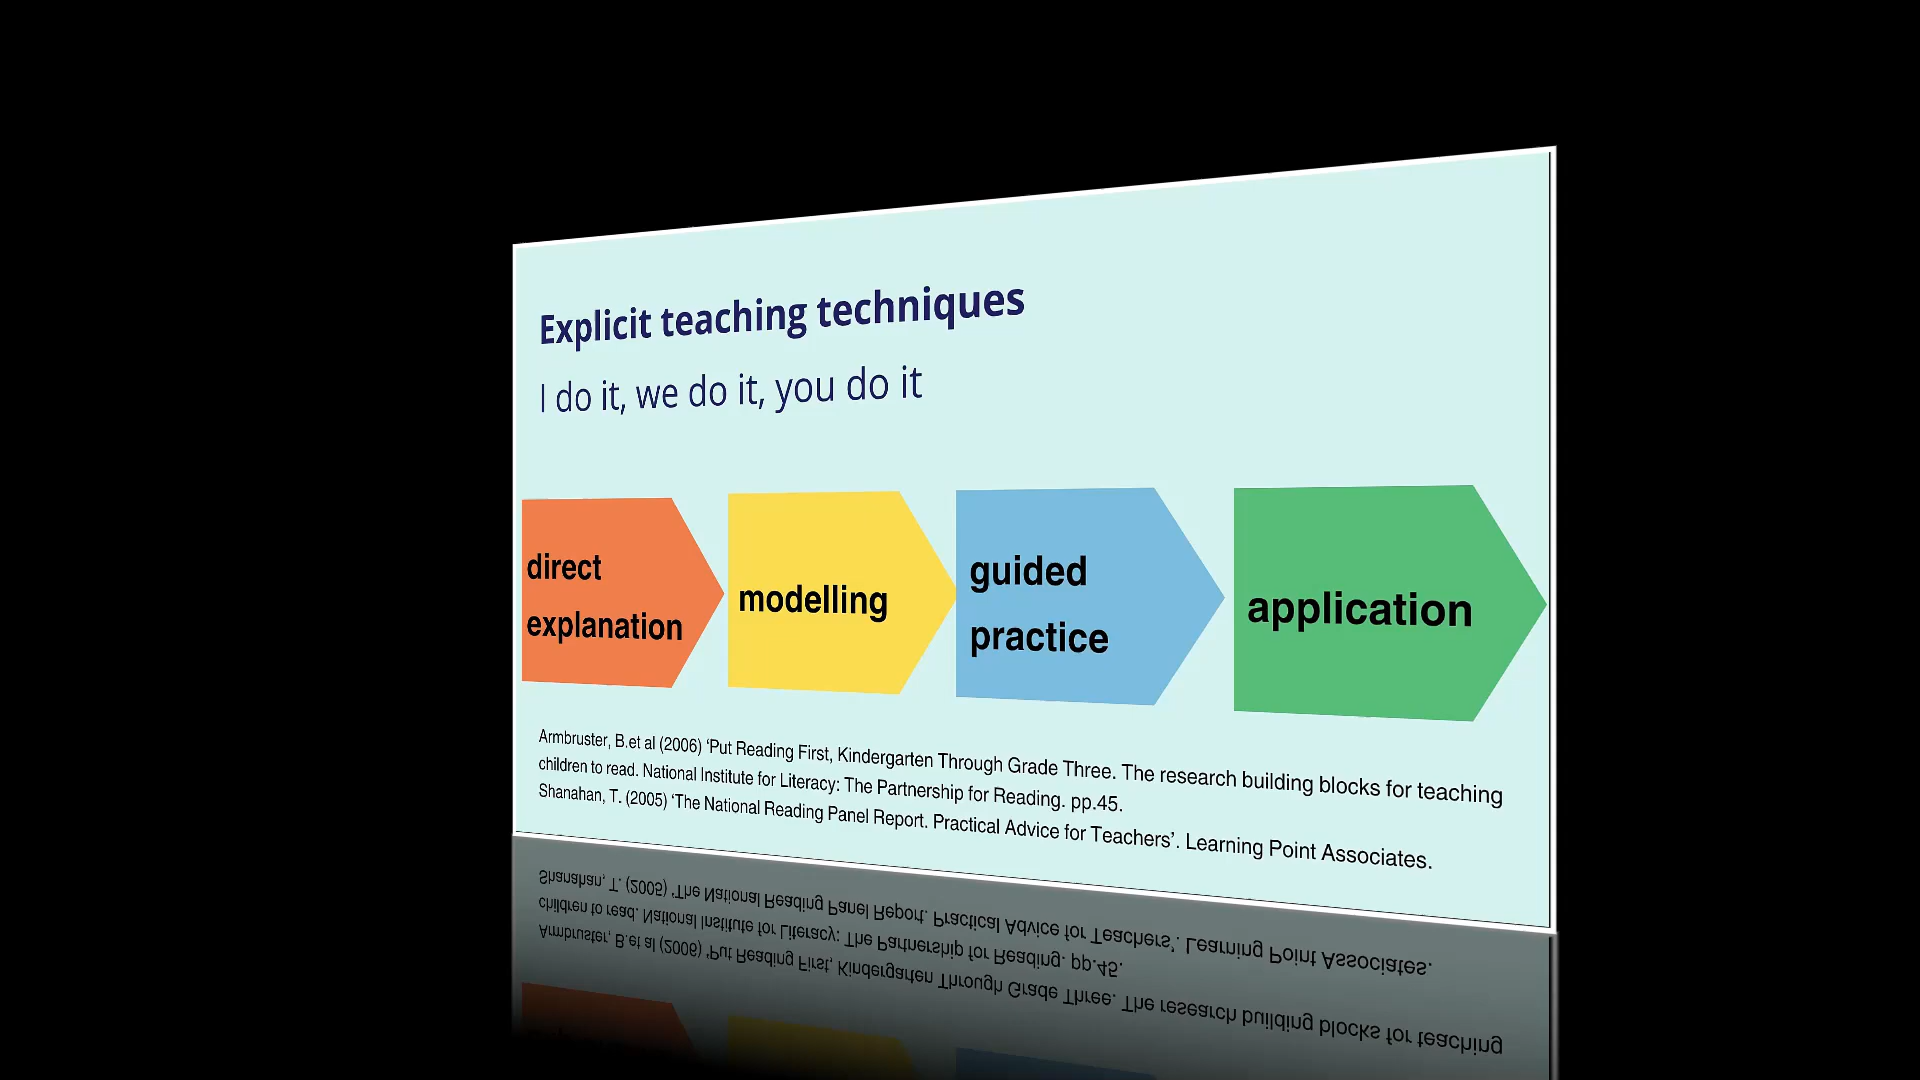 Explicit teaching techniques
I do it, we do it, you do it
direct
explanation
modelling
guided
practice
application
Armbruster, B.et al (2006) ‘Put Reading First, Kindergarten Through Grade Three. The research building blocks for teaching
children to read. National Institute for Literacy: The Partnership for Reading. pp.45.
Shanahan, T. (2005) ‘The National Reading Panel Report. Practical Advice for Teachers’. Learning Point Associates.